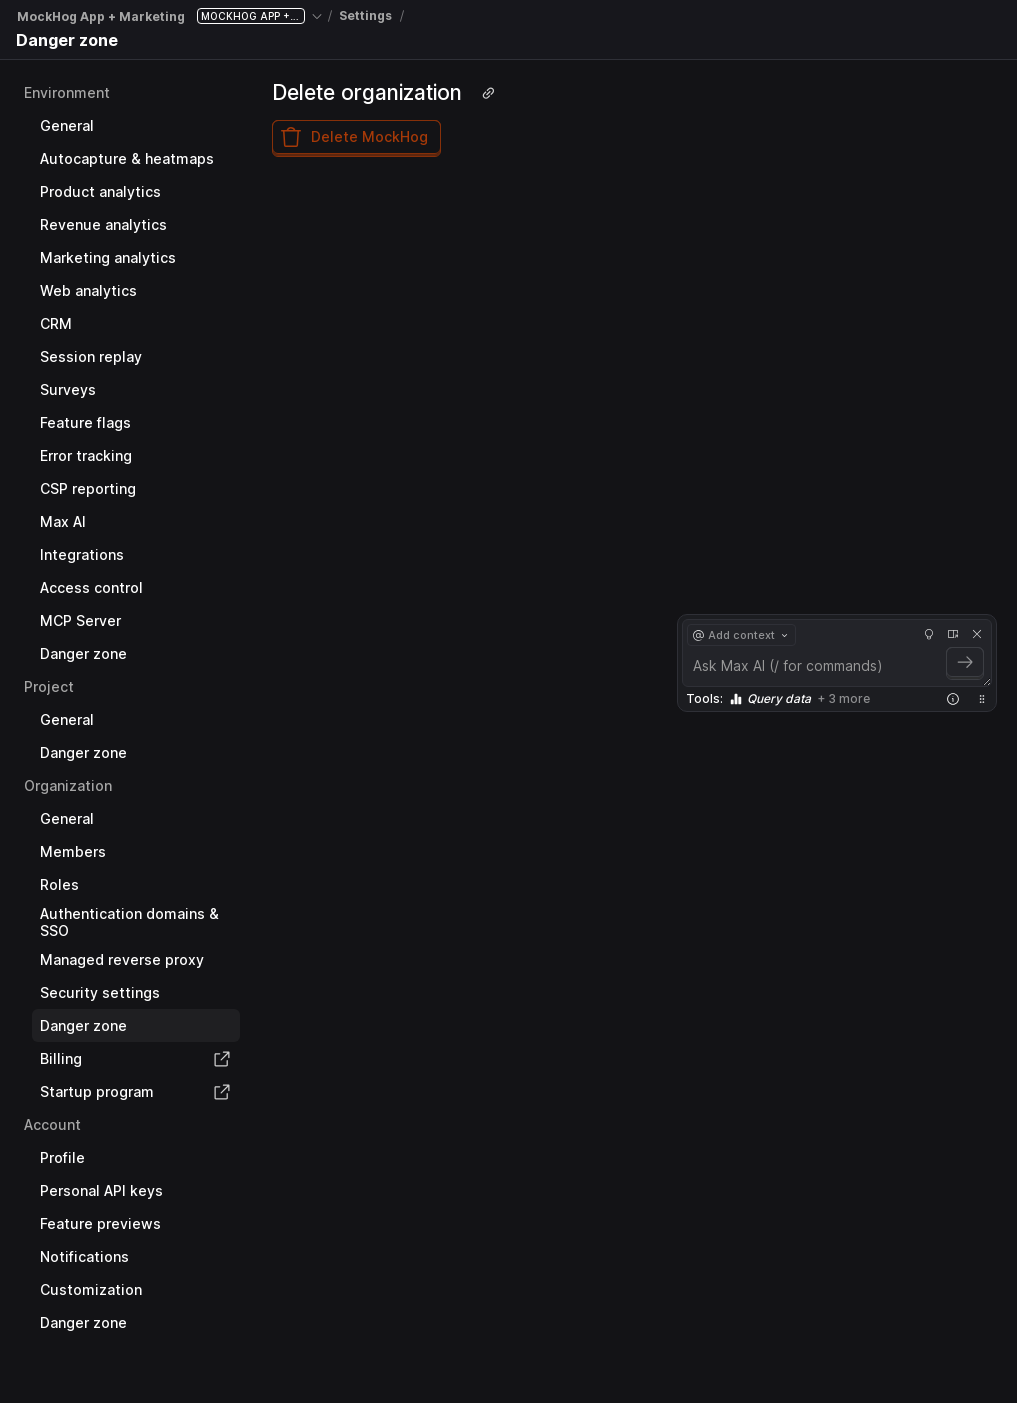 MockHog App + Marketing MOCKHOG APP +... / Settings /
Danger zone
Environment
General
Autocapture & heatmaps
Product analytics
Revenue analytics
Marketing analytics
Web analytics
CRM
Session replay
Surveys
Feature flags
Error tracking
CSP reporting
Max AI
Integrations
Access control
MCP Server
Danger zone
Project
General
Danger zone
Organization
General
Members
Roles
Authentication domains &
SSO
Managed reverse proxy
Security settings
Danger zone
Billing
Startup program
Account
Profile
Personal API keys
Feature previews
Notifications
Customization
Danger zone
Delete organization
Delete MockHog
@ Add context
Ask Max AI (/ for commands)
Tools: Query data + 3 more